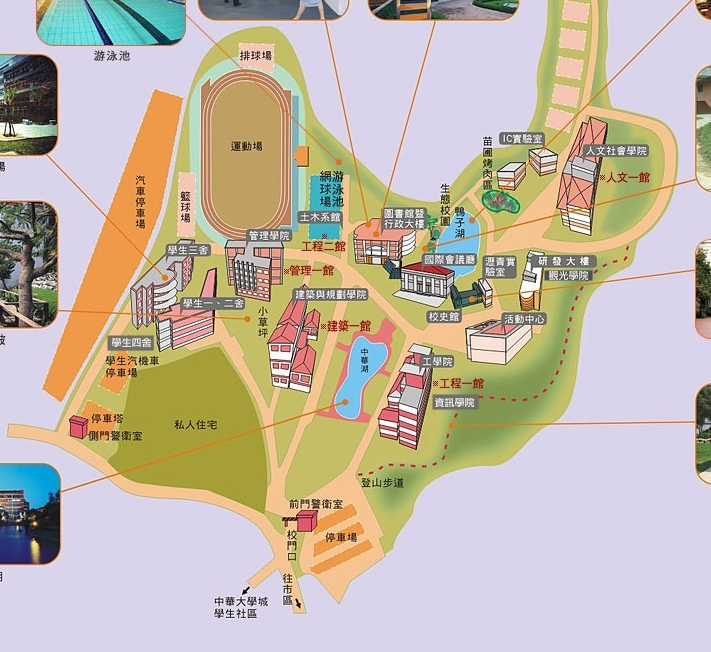 游泳池
排球場
場
運動場
汽車停車場
籃球場
游泳池
網球場
苗圃烤肉區
IC實驗室
人文社會學院
※人文一館
生態校園
鴨子湖
土木系館
※
工程二館
圖書館暨
行政大樓
學生三舍
管理學院
※管理一館
國際會議廳
瀝青實
驗室
研發大樓
觀光學院
學生一、二舍
小草坪
建築與規劃學院
※建築一館
校史館
活動中心
學生四舍
學生汽機車
停車場
中華湖
工學院
※工程一館
資訊學院
停車塔
側門警衛室
私人住宅
登山步道
前門警衛室
校門口
停車場
往市區
中華大學城
學生社區